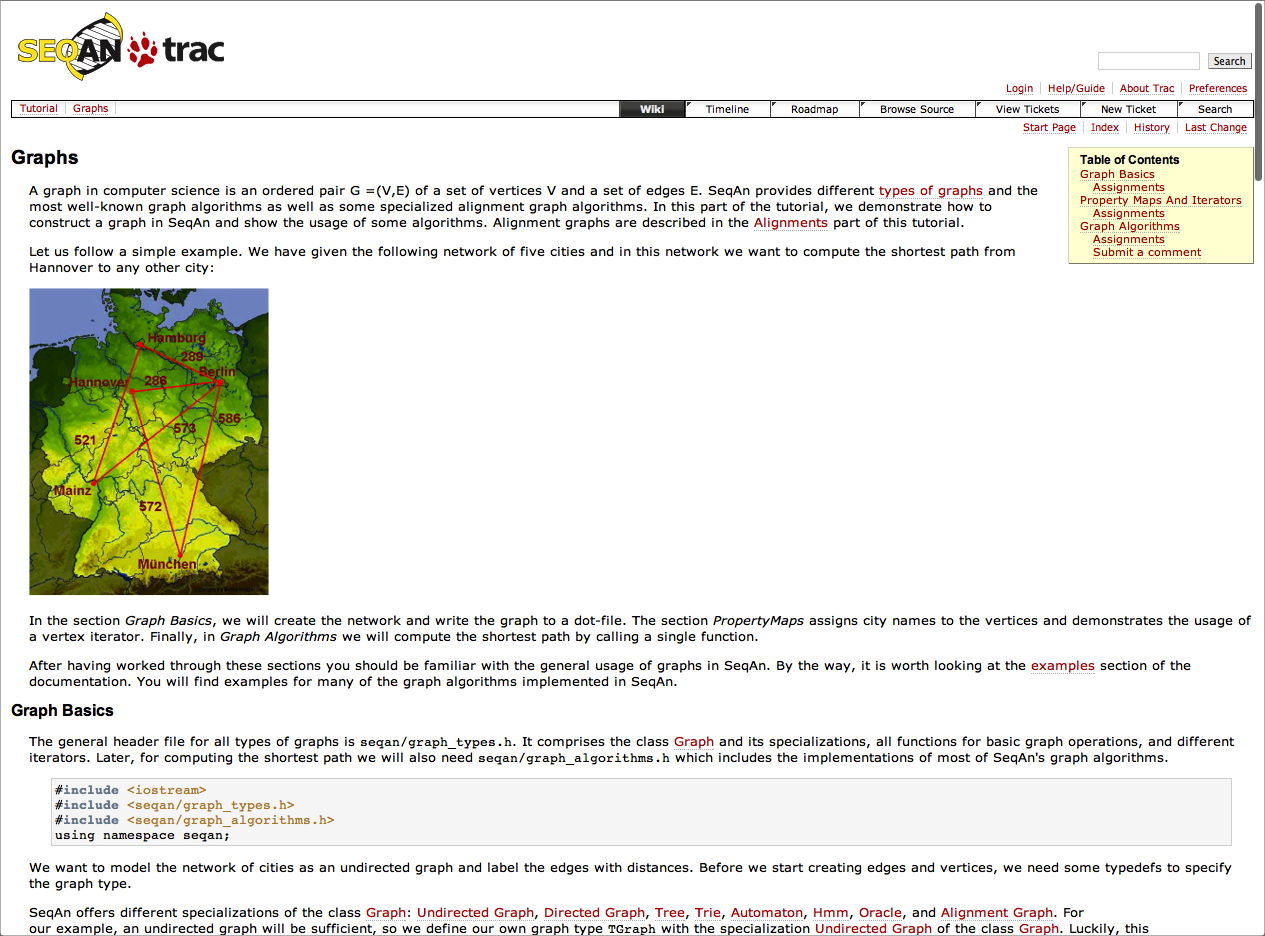 SEQAN trac
Search
Login Help/Guide About Trac Preferences
Tutorial Graphs Wiki Timeline Roadmap Browse Source View Tickets New Ticket Search
Start Page Index History Last Change
Graphs
A graph in computer science is an ordered pair G =(V,E) of a set of vertices V and a set of edges E. SeqAn provides different types of graphs and the
most well-known graph algorithms as well as some specialized alignment graph algorithms. In this part of the tutorial, we demonstrate how to
construct a graph in SeqAn and show the usage of some algorithms. Alignment graphs are described in the Alignments part of this tutorial.
Let us follow a simple example. We have given the following network of five cities and in this network we want to compute the shortest path from
Hannover to any other city:
Table of Contents
Graph Basics
Assignments
Property Maps And Iterators
Assignments
Graph Algorithms
Assignments
Submit a comment
Hamburg
289
Berlin
Hannover 286
586
573
521
Mainz
572
München
In the section Graph Basics, we will create the network and write the graph to a dot-file. The section PropertyMaps assigns city names to the vertices and demonstrates the usage of
a vertex iterator. Finally, in Graph Algorithms we will compute the shortest path by calling a single function.
After having worked through these sections you should be familiar with the general usage of graphs in SeqAn. By the way, it is worth looking at the examples section of the
documentation. You will find examples for many of the graph algorithms implemented in SeqAn.
Graph Basics
The general header file for all types of graphs is seqan/graph_types.h. It comprises the class Graph and its specializations, all functions for basic graph operations, and different
iterators. Later, for computing the shortest path we will also need seqan/graph_algorithms.h which includes the implementations of most of SeqAn's graph algorithms.
#include <iostream>
#include <seqan/graph_types.h>
#include <seqan/graph_algorithms.h>
using namespace seqan;
We want to model the network of cities as an undirected graph and label the edges with distances. Before we start creating edges and vertices, we need some typedefs to specify
the graph type.
SeqAn offers different specializations of the class Graph: Undirected Graph, Directed Graph, Tree, Trie, Automaton, Hmm, Oracle, and Alignment Graph. For
our example, an undirected graph will be sufficient, so we define our own graph type TGraph with the specialization Undirected Graph of the class Graph. Luckily, this